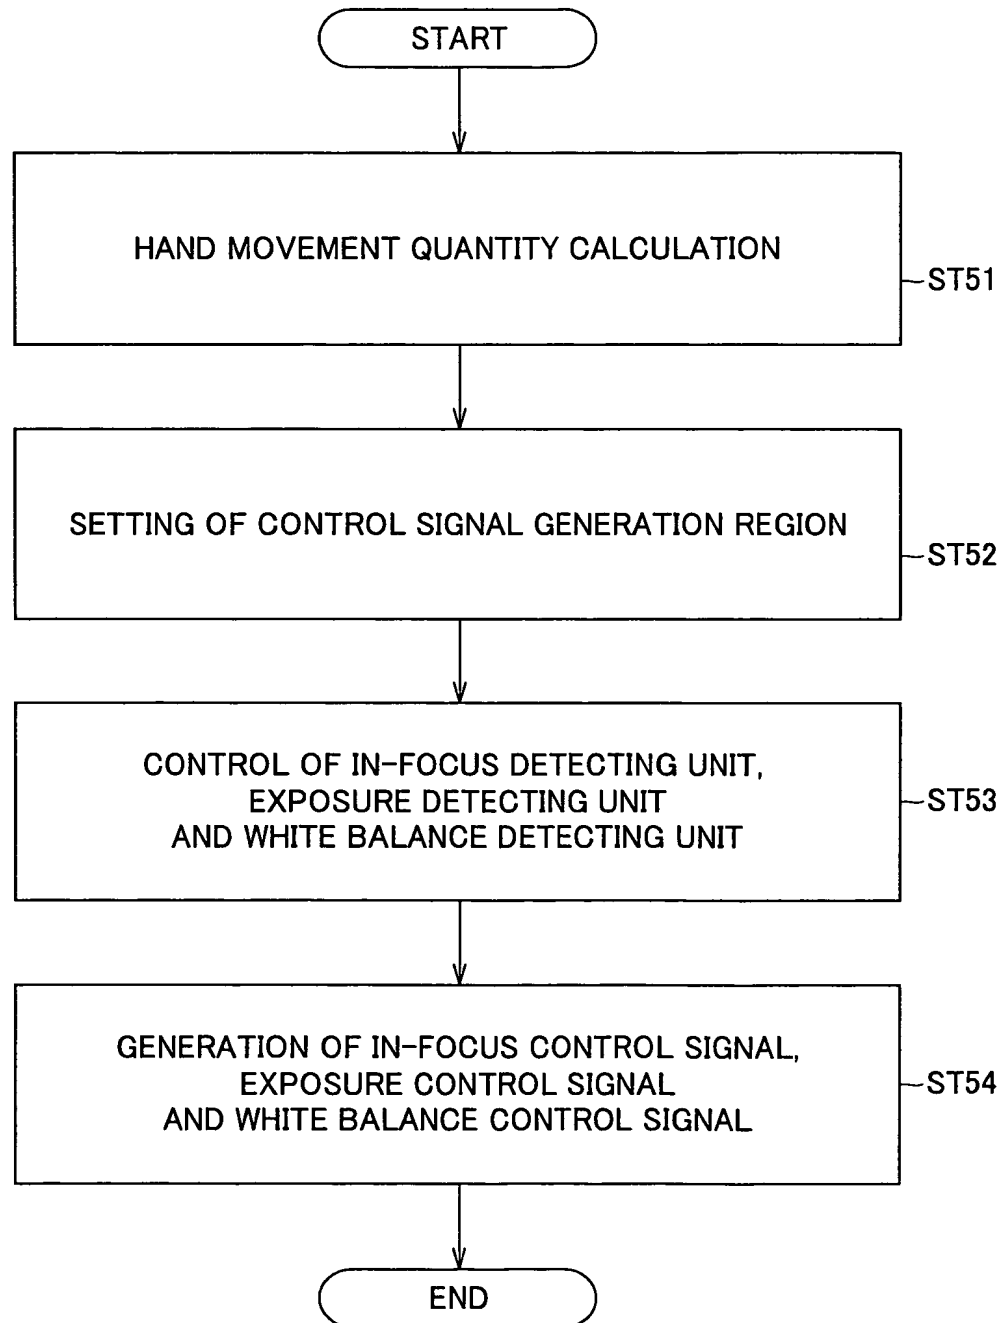 START
HAND MOVEMENT QUANTITY CALCULATION
ST51
SETTING OF CONTROL SIGNAL GENERATION REGION
ST52
CONTROL OF IN-FOCUS DETECTING UNIT,
EXPOSURE DETECTING UNIT
AND WHITE BALANCE DETECTING UNIT
ST53
GENERATION OF IN-FOCUS CONTROL SIGNAL,
EXPOSURE CONTROL SIGNAL
AND WHITE BALANCE CONTROL SIGNAL
ST54
END